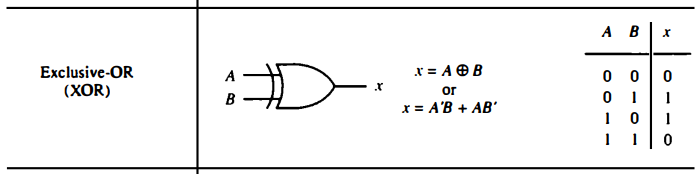 Exclusive-OR
(XOR)
A
B
x
x = A ⊕ B
or
x = A'B + AB'
A B x
0 0 0
0 1 1
1 0 1
1 1 0